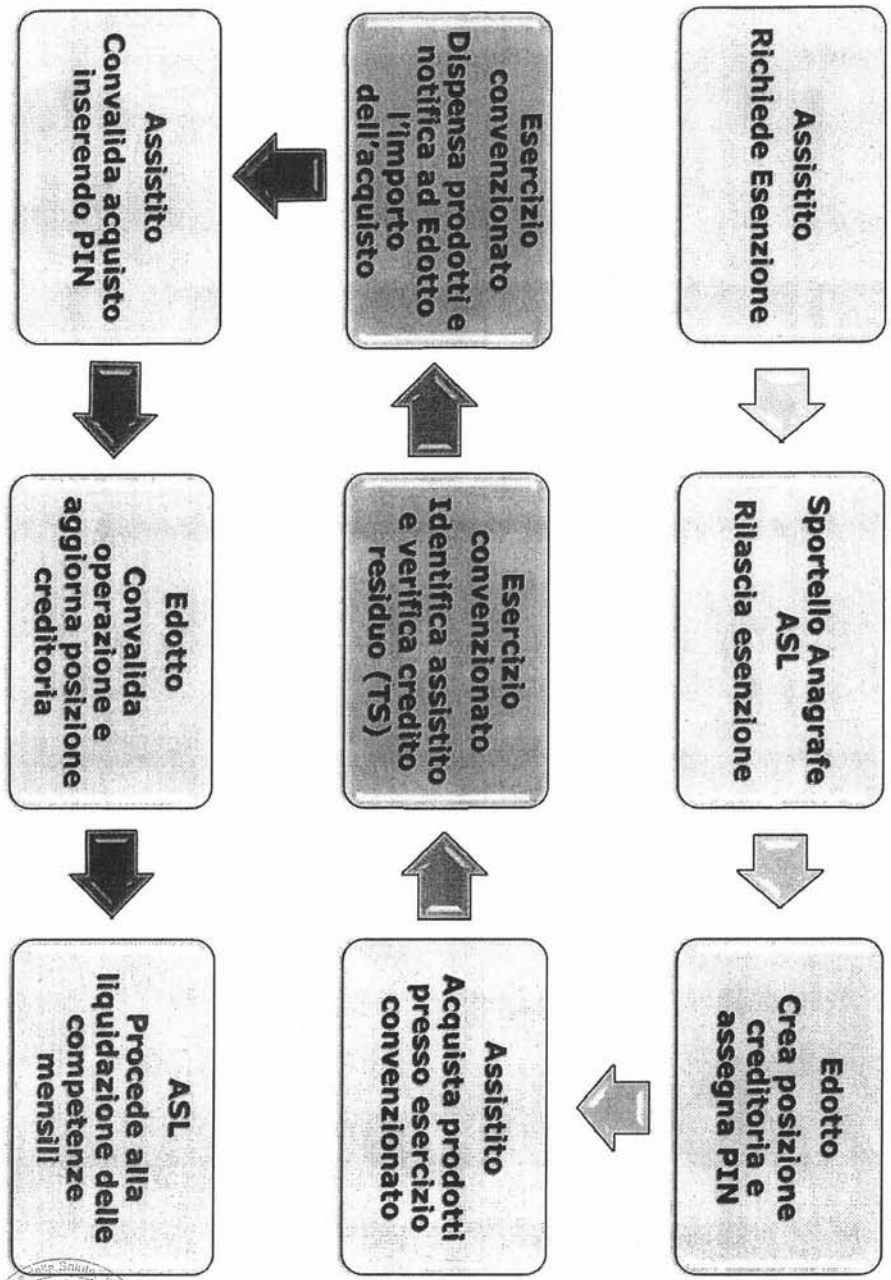 Assistito
Richiede Esenzione
Sportello Anagrafe
ASL
Rilascia esenzione
Edotto
Crea posizione
creditoria e
assegna PIN
Assistito
Acquista prodotti
presso esercizio
convenzionato
Esercizio
convenzionato
Identifica assistito
e verifica credito
residuo (TS)
Esercizio
convenzionato
Dispensa prodotti e
notifica ad Edotto
l'importo
dell'acquisto
Assistito
Convalida acquisto
inserendo PIN
Edotto
Convalida
operazione e
aggiorna posizione
creditoria
ASL
Procede alla
liquidazione delle
competenze
mensili